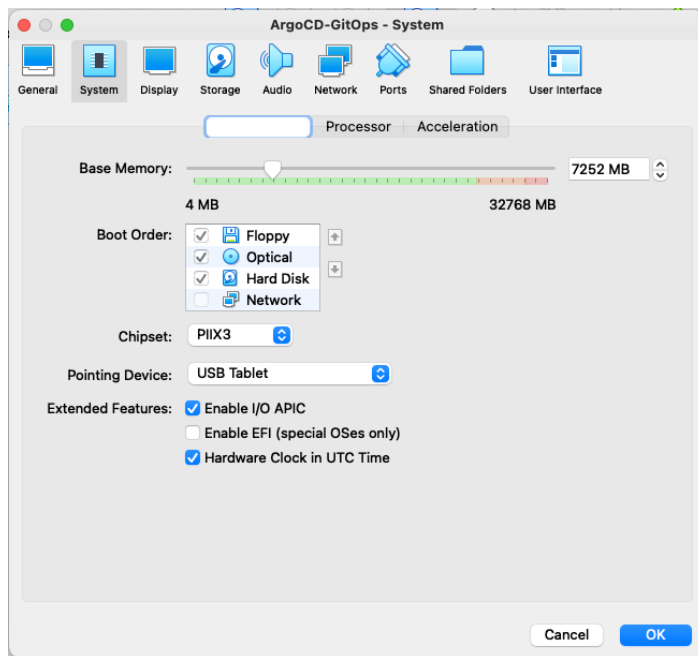 ArgoCD-GitOps - System
General System Display Storage Audio Network Ports Shared Folders User Interface
Processor Acceleration
Base Memory: 7252 MB
4 MB 32768 MB
Boot Order: Floppy
Optical
Hard Disk
Network
Chipset: PIIX3
Pointing Device: USB Tablet
Extended Features: Enable I/O APIC
Enable EFI (special OSes only)
Hardware Clock in UTC Time
Cancel OK